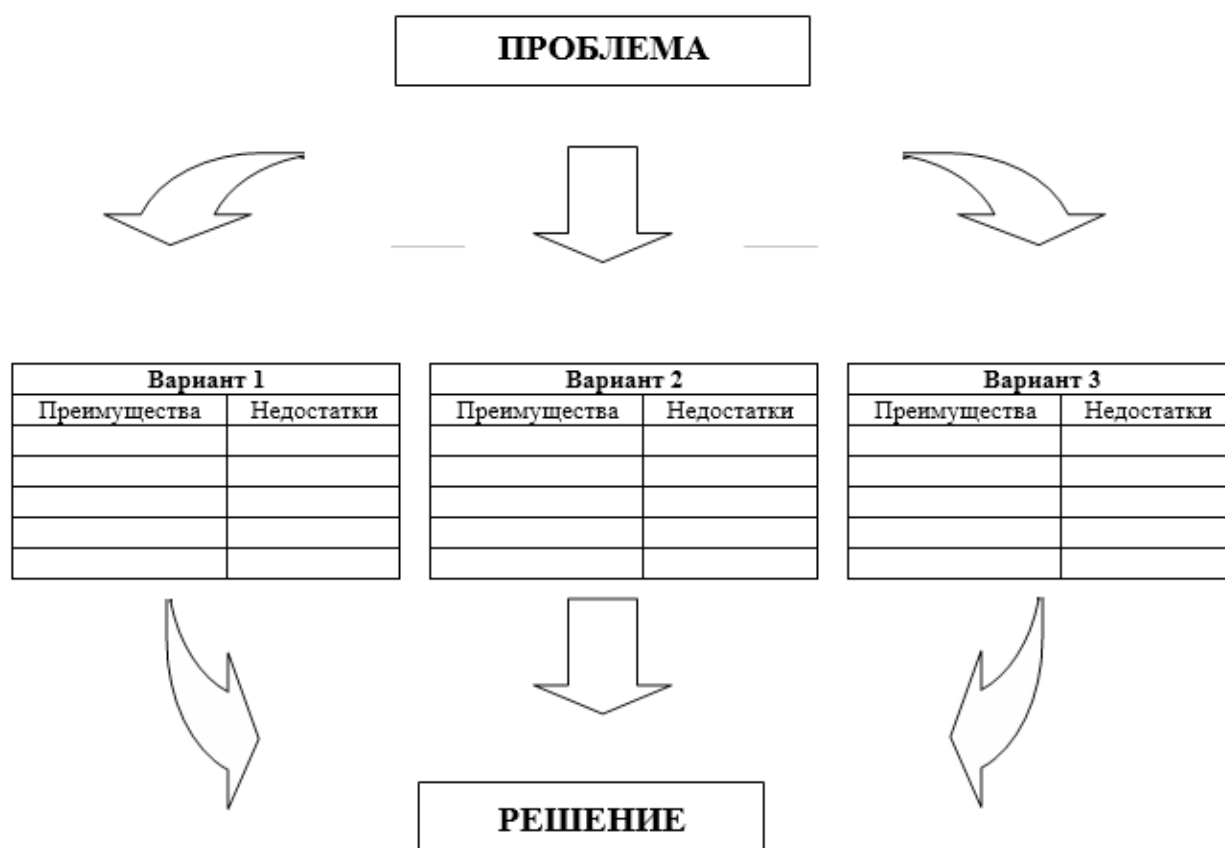 ПРОБЛЕМА
Вариант 1
Преимущества Недостатки
Вариант 2
Преимущества Недостатки
Вариант 3
Преимущества Недостатки
РЕШЕНИЕ